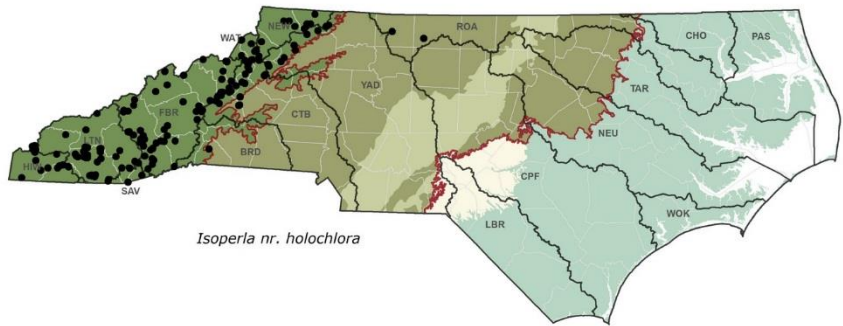 NEW
ROA
WAT
CHO
PAS
YAD
TAR
FBR
CTB
NEU
LTN
BRD
HIW
CPF
SAV
WOK
LBR
Isoperla nr. holochlora